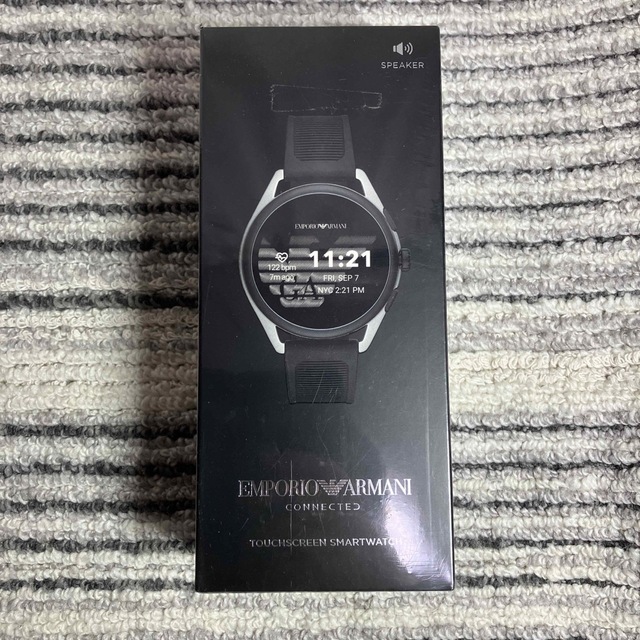 SPEAKER
EMPORIO ARMANI
11:21
122 bpm
FRI, SEP 7
7m ago
NYC 2:21 PM
EMPORIO ARMANI
CONNECTED
TOUCHSCREEN SMARTWATCH